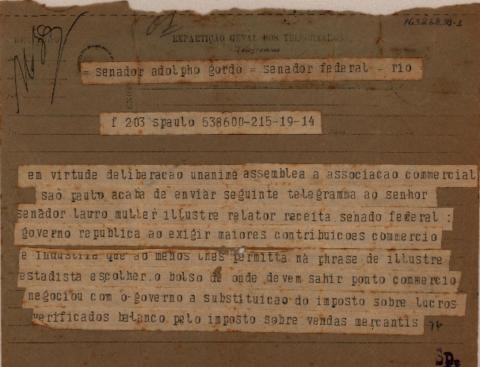 REPARTIÇÃO GERAL DOS TELEGRAPHOS
= senador adolpho gordo = senador federal - rio
f 203 spaulo 538600-215-19-14
em virtude deliberacao unanime assemblea a associacao commercial
sao paulo acaba de enviar seguinte telegramma ao senhor
senador lauro muller illustre relator receita senado federal :
governo republica ao exigir maiores contribuicoes commercio
e industria que ao menos lhes permitta na phrase de illustre
estadista escolher o bolso de onde devem sahir ponto commercio
negociou com o governo a substituicao do imposto sobre lucros
verificados balanco pelo imposto sobre vendas mercantis